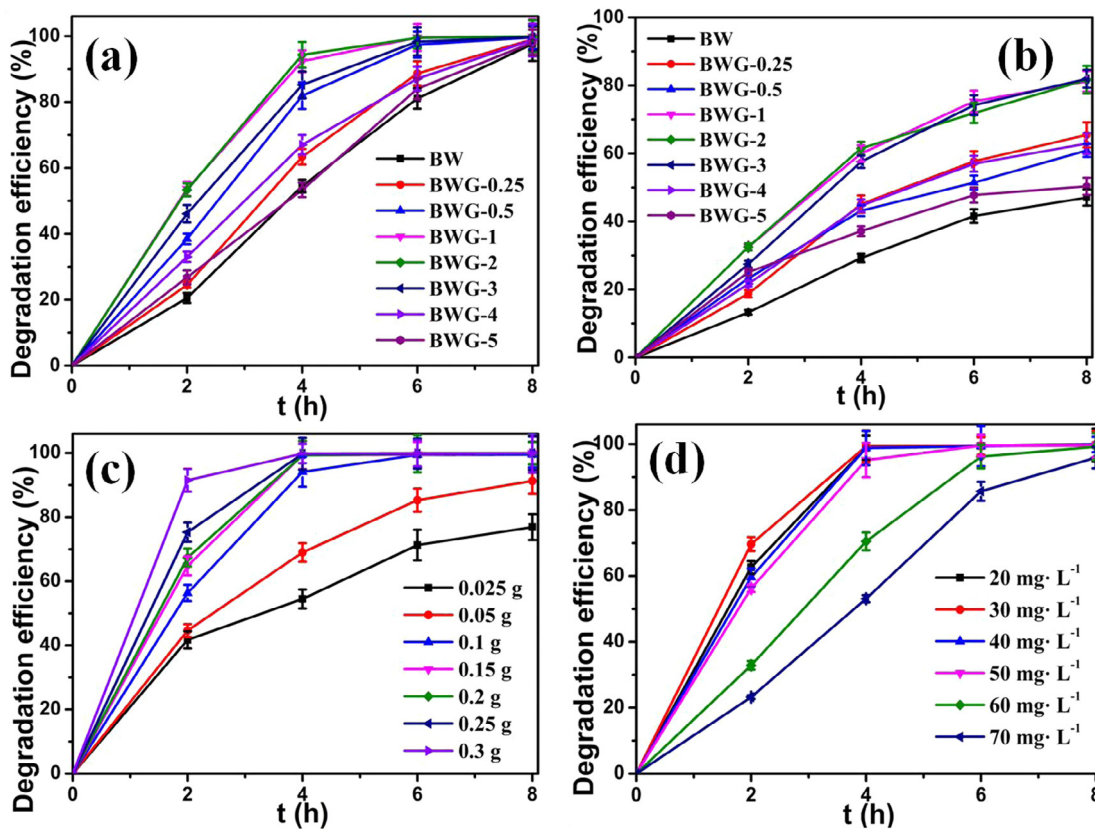 (a)
Degradation efficiency (%)
100
80
60
40
20
0
BW
BWG-0.25
BWG-0.5
BWG-1
BWG-2
BWG-3
BWG-4
BWG-5
0 2 4 6 8
t (h)
(b)
Degradation efficiency (%)
100
80
60
40
20
0
BW
BWG-0.25
BWG-0.5
BWG-1
BWG-2
BWG-3
BWG-4
BWG-5
0 2 4 6 8
t (h)
(c)
Degradation efficiency (%)
100
80
60
40
20
0
0.025 g
0.05 g
0.1 g
0.15 g
0.2 g
0.25 g
0.3 g
0 2 4 6 8
t (h)
(d)
Degradation efficiency (%)
100
80
60
40
20
0
20 mg· L⁻¹
30 mg· L⁻¹
40 mg· L⁻¹
50 mg· L⁻¹
60 mg· L⁻¹
70 mg· L⁻¹
0 2 4 6 8
t (h)